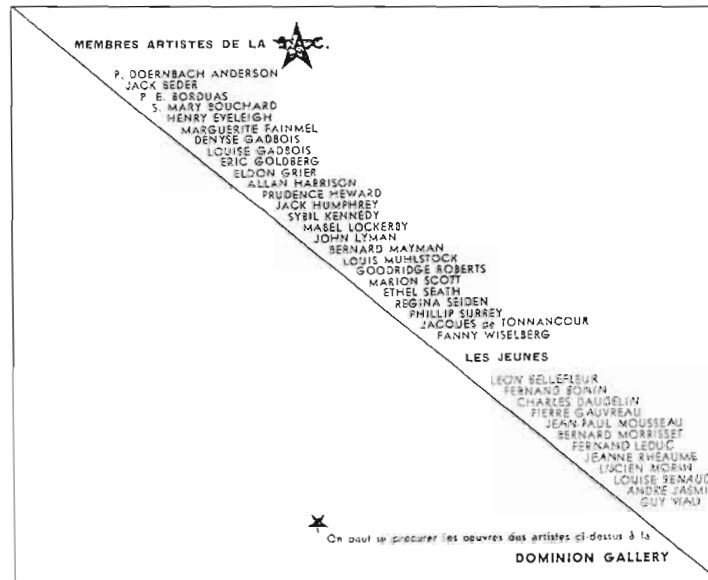 MEMBRES ARTISTES DE LA S.A.C.
P. DOERNBACH ANDERSON
JACK BEDER
P. E. BORDUAS
S. MARY BOUCHARD
HENRY EVELEIGH
MARGUERITE FAINMEL
DENYSE GADBOIS
LOUISE GADBOIS
ERIC GOLDBERG
ELDON GRIER
ALLAN HARRISON
PRUDENCE HEWARD
JACK HUMPHREY
SYBIL KENNEDY
MABEL LOCKERBY
JOHN LYMAN
BERNARD MAYMAN
LOUIS MUHLSTOCK
GOODRIDGE ROBERTS
MARION SCOTT
ETHEL SEATH
REGINA SEIDEN
PHILLIP SURREY
JACQUES de TONNANCOUR
FANNY WISELBERG
LES JEUNES
LEON BELLEFLEUR
FERNAND BONIN
CHARLES DAUDELIN
PIERRE GAUVREAU
JEAN-PAUL MOUSSEAU
BERNARD MORRISSET
FERNAND LEDUC
JEANNE RHEAUME
LUCIEN MORIN
LOUISE RENAUD
ANDRÉ JASMI
GUY VIAU
On peut se procurer les oeuvres des artistes ci-dessus à la
DOMINION GALLERY